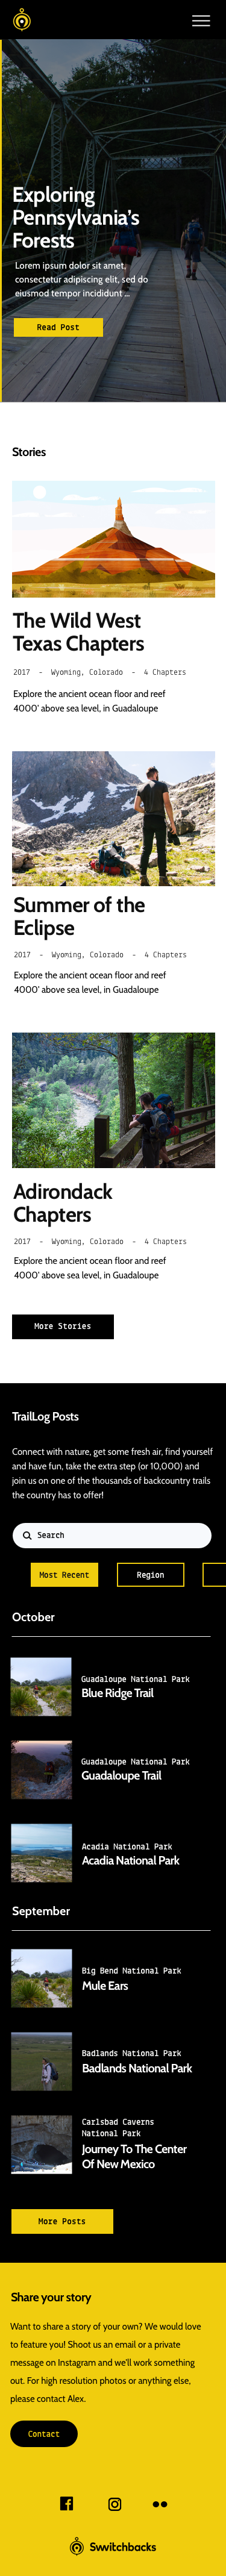 Exploring
Pennsylvania’s
Forests
Lorem ipsum dolor sit amet,
consectetur adipiscing elit, sed do
eiusmod tempor incididunt ...
Read Post
Stories
The Wild West
Texas Chapters
2017 - Wyoming, Colorado - 4 Chapters
Explore the ancient ocean floor and reef
4000' above sea level, in Guadaloupe
Summer of the
Eclipse
2017 - Wyoming, Colorado - 4 Chapters
Explore the ancient ocean floor and reef
4000' above sea level, in Guadaloupe
Adirondack
Chapters
2017 - Wyoming, Colorado - 4 Chapters
Explore the ancient ocean floor and reef
4000' above sea level, in Guadaloupe
More Stories
TrailLog Posts
Connect with nature, get some fresh air, find yourself
and have fun, take the extra step (or 10,000) and
join us on one of the thousands of backcountry trails
the country has to offer!
Search
Most Recent
Region
October
Guadaloupe National Park
Blue Ridge Trail
Guadaloupe National Park
Guadaloupe Trail
Acadia National Park
Acadia National Park
September
Big Bend National Park
Mule Ears
Badlands National Park
Badlands National Park
Carlsbad Caverns
National Park
Journey To The Center
Of New Mexico
More Posts
Share your story
Want to share a story of your own? We would love
to feature you! Shoot us an email or a private
message on Instagram and we'll work something
out. For high resolution photos or anything else,
please contact Alex.
Contact
Switchbacks